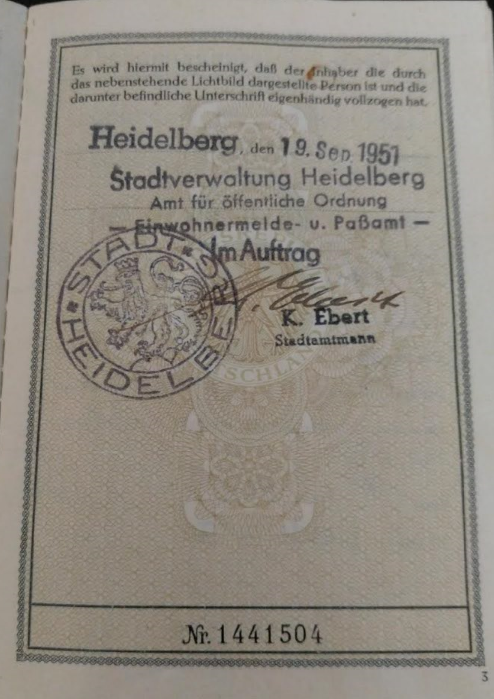 Es wird hiermit bescheinigt, daß der Inhaber die durch
das nebenstehende Lichtbild dargestellte Person ist und die
darunter befindliche Unterschrift eigenhändig vollzogen hat.
Heidelberg, den 19. Sep. 1951
Stadtverwaltung Heidelberg
Amt für öffentliche Ordnung
— Einwohnermelde- u. Paßamt —
Im Auftrag
K. Ebert
Stadtamtmann
STADT
HEIDELBERG
Nr. 1441504
3